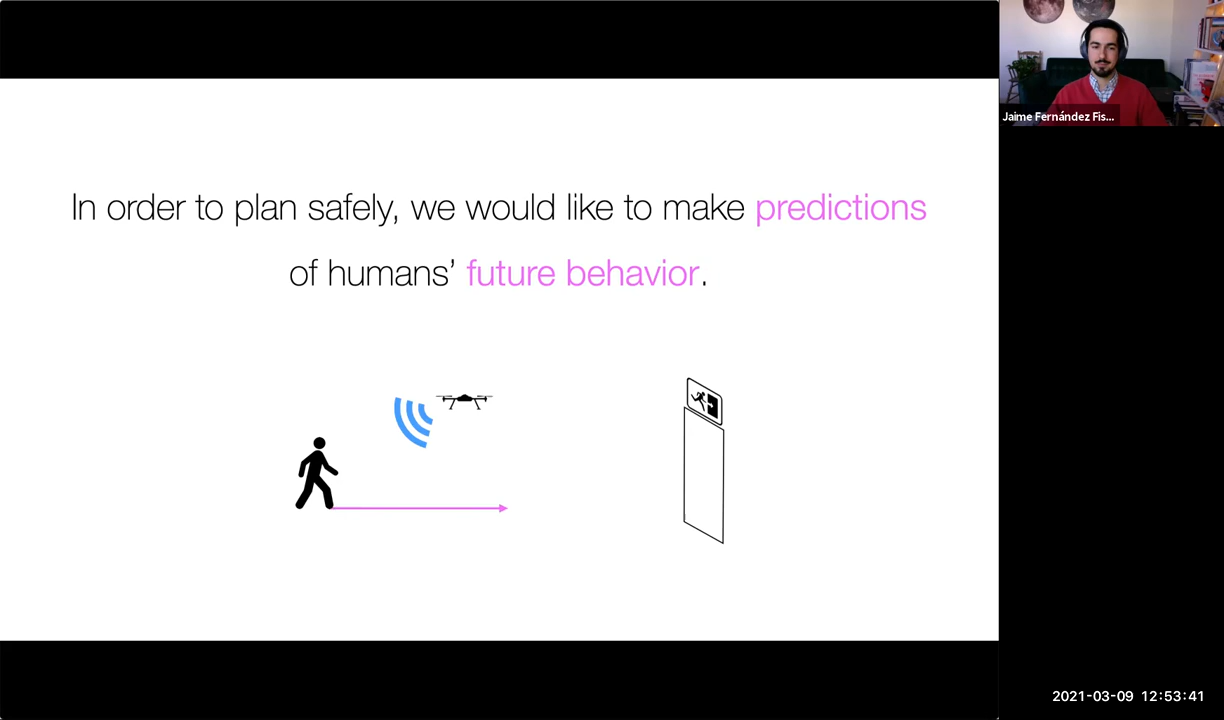 In order to plan safely, we would like to make predictions
of humans’ future behavior.
Jaime Fernández Fis...
2021-03-09 12:53:41